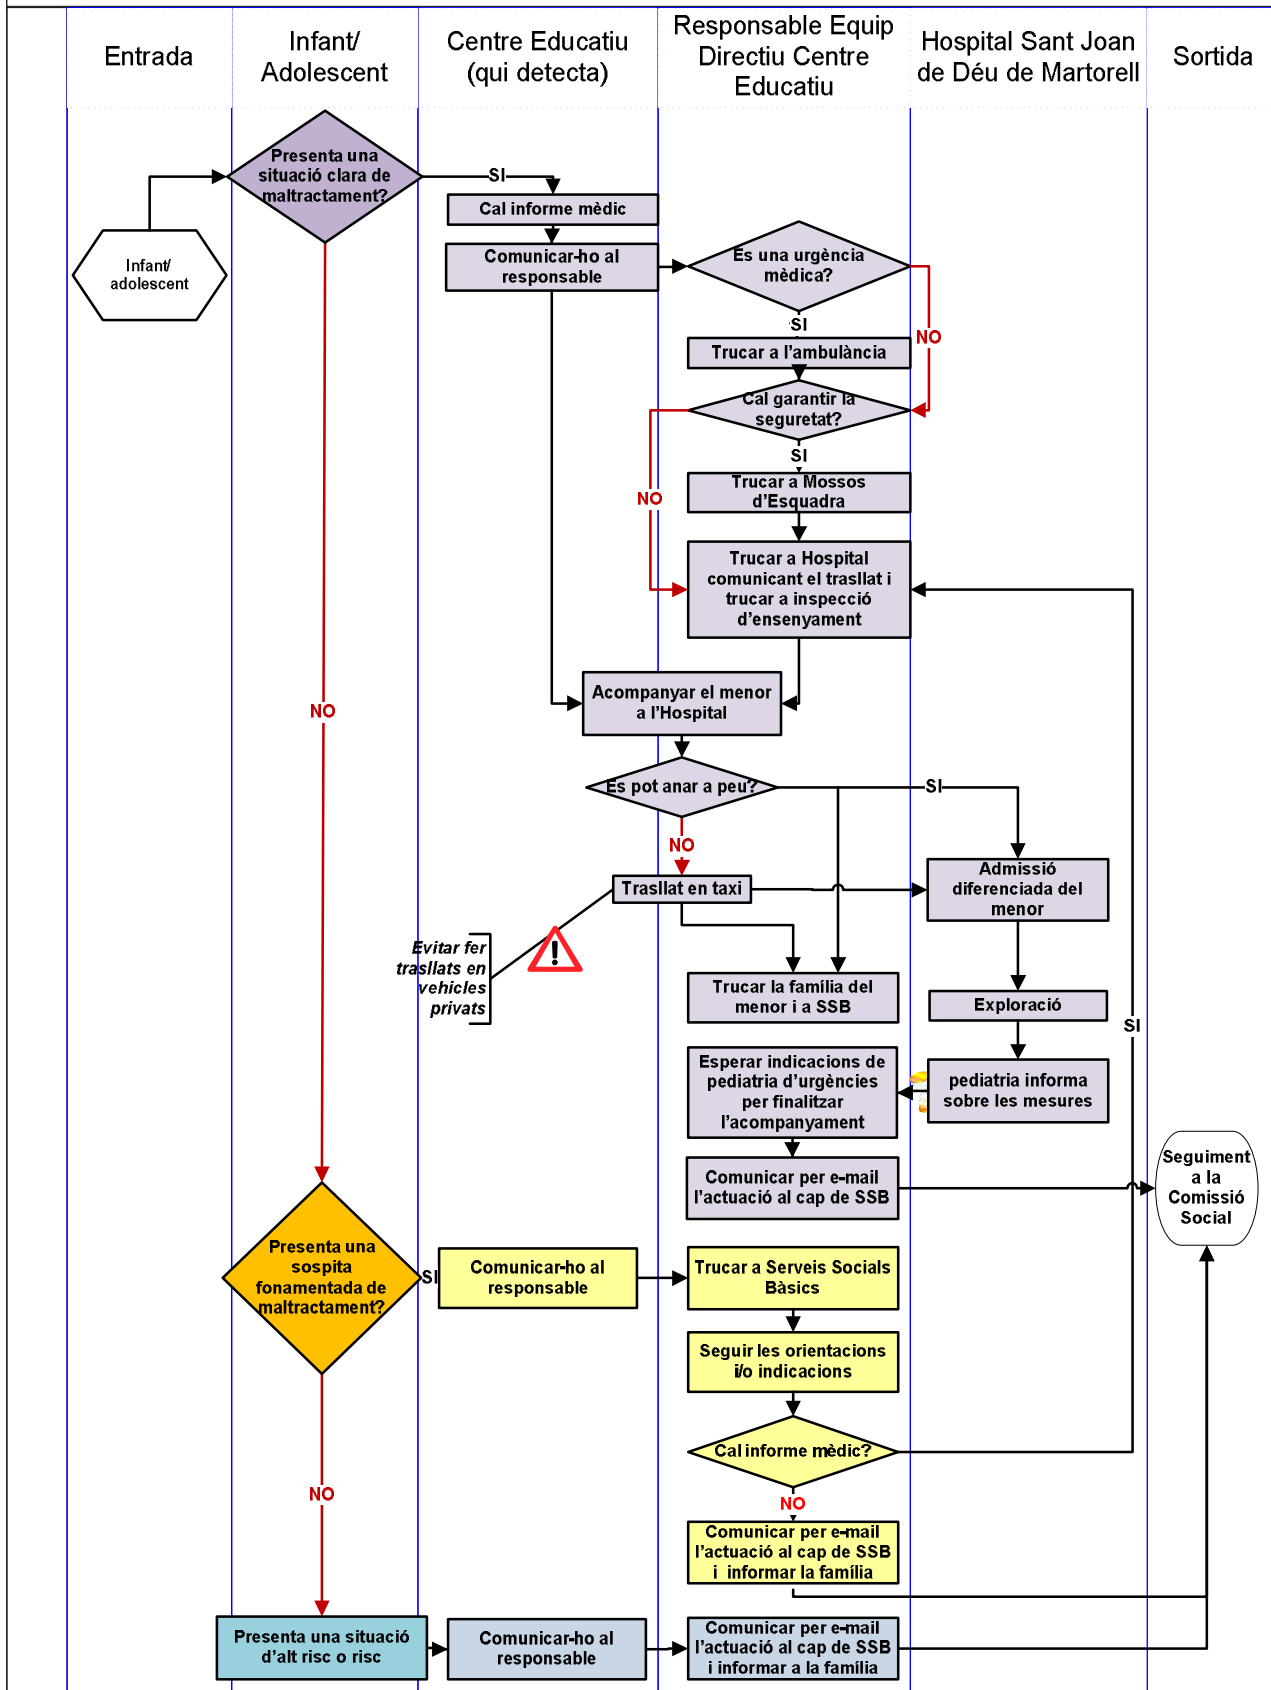 Entrada
Infant/
Adolescent
Centre Educatiu
(qui detecta)
Responsable Equip
Directiu Centre
Educatiu
Hospital Sant Joan
de Déu de Martorell
Sortida
Presenta una
situació clara de
maltractament?
SI
Cal informe mèdic
Infant/
adolescent
Comunicar-ho al
responsable
Es una urgència
mèdica?
SI
NO
Trucar a l'ambulància
Cal garantir la
seguretat?
SI
NO
Trucar a Mossos
d'Esquadra
Trucar a Hospital
comunicant el trasllat i
trucar a inspecció
d'ensenyament
NO
Acompanyar el menor
a l'Hospital
Es pot anar a peu?
SI
NO
Trasllat en taxi
Admissió
diferenciada del
menor
Evitar fer
trasllats en
vehicles
privats
!
Trucar la família del
menor i a SSB
Exploració
SI
Esperar indicacions de
pediatria d'urgències
per finalitzar
l'acompanyament
pediatria informa
sobre les mesures
Comunicar per e-mail
l'actuació al cap de SSB
Seguiment
a la
Comissió
Social
Presenta una
sospita
fonamentada de
maltractament?
SI
Comunicar-ho al
responsable
Trucar a Serveis Socials
Bàsics
Seguir les orientacions
i/o indicacions
Cal informe mèdic?
NO
NO
Comunicar per e-mail
l'actuació al cap de SSB
i informar la família
Presenta una situació
d'alt risc o risc
Comunicar-ho al
responsable
Comunicar per e-mail
l'actuació al cap de SSB
i informar a la família